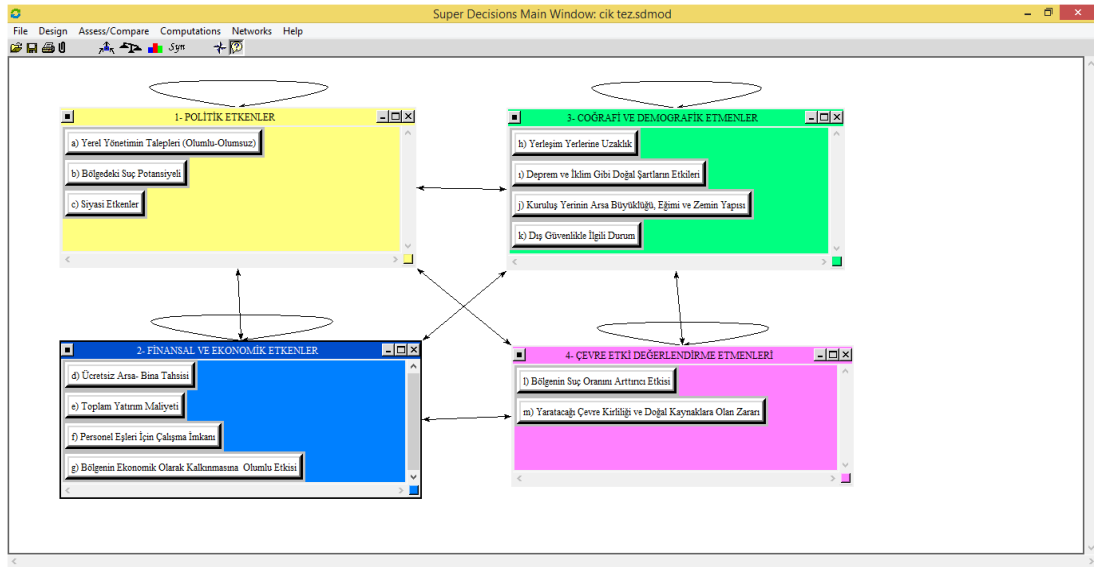 Super Decisions Main Window: cik tez.sdmod
File Design Assess/Compare Computations Networks Help
Syn
1- POLİTİK ETKENLER
a) Yerel Yönetimin Talepleri (Olumlu-Olumsuz)
b) Bölgedeki Suç Potansiyeli
c) Siyasi Etkenler
3- COĞRAFİ VE DEMOGRAFİK ETMENLER
h) Yerleşim Yerlerine Uzaklık
ı) Deprem ve İklim Gibi Doğal Şartların Etkileri
j) Kuruluş Yerinin Arsa Büyüklüğü, Eğimi ve Zemin Yapısı
k) Dış Güvenlikle İlgili Durum
2- FİNANSAL VE EKONOMİK ETKENLER
d) Ücretsiz Arsa- Bina Tahsisi
e) Toplam Yatırım Maliyeti
f) Personel Eşleri İçin Çalışma İmkanı
g) Bölgenin Ekonomik Olarak Kalkınmasına Olumlu Etkisi
4- ÇEVRE ETKİ DEĞERLENDİRME ETMENLERİ
l) Bölgenin Suç Oranını Arttırıcı Etkisi
m) Yaratacağı Çevre Kirliliği ve Doğal Kaynaklara Olan Zararı